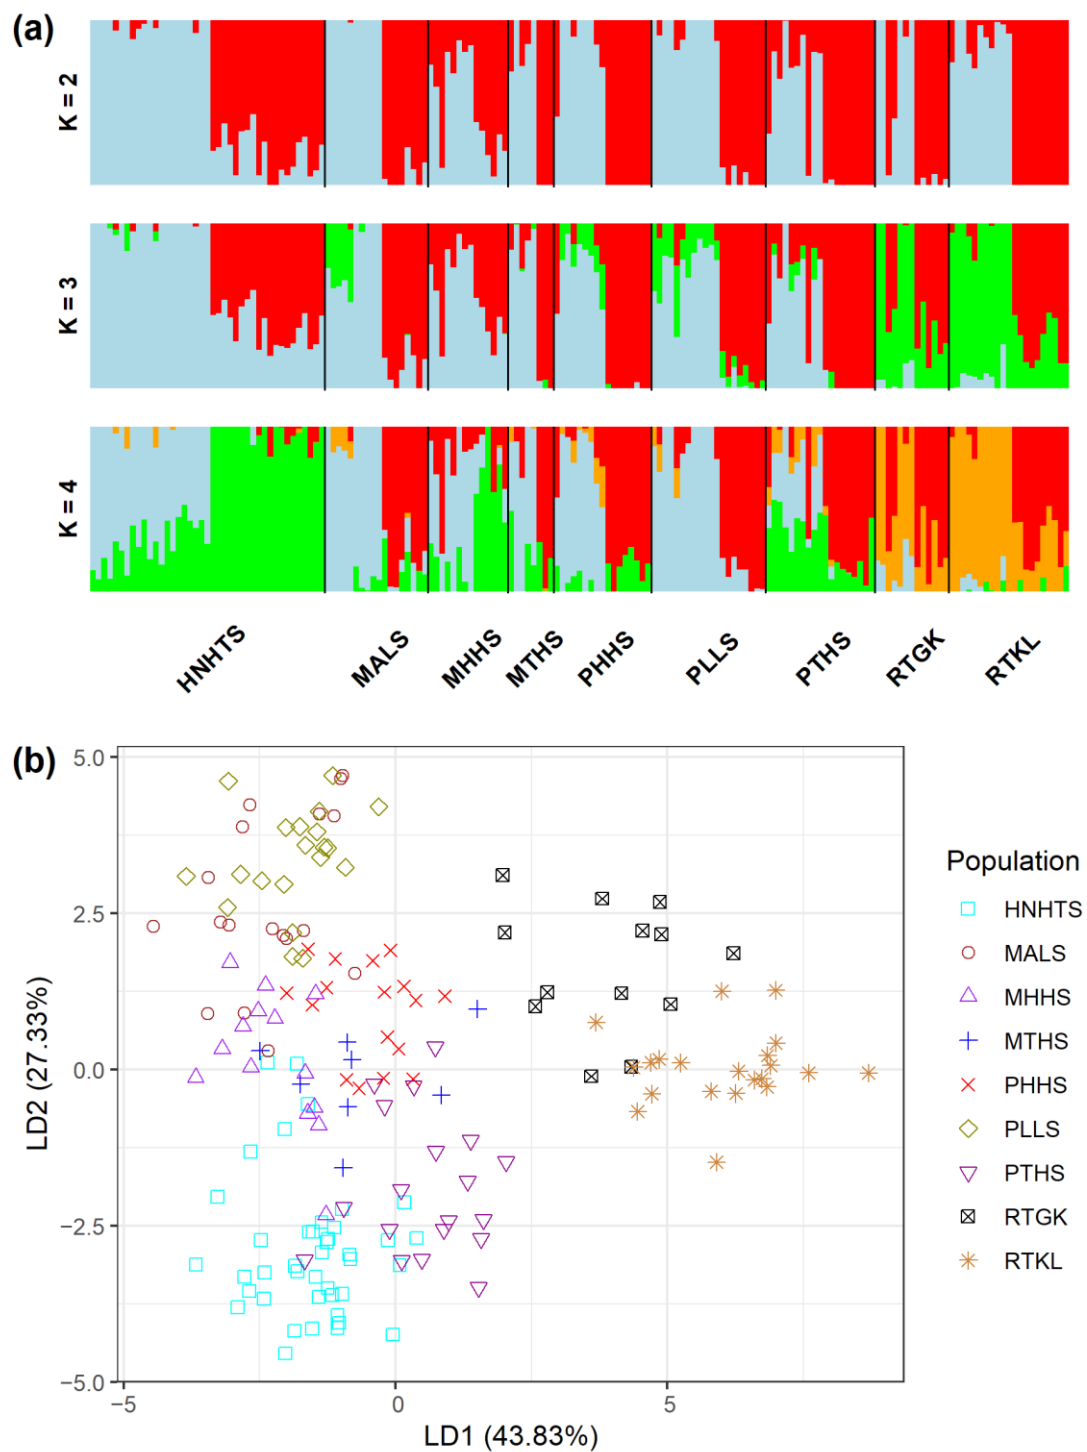 (a)
K = 2
K = 3
K = 4
HNHTS MALS MHHS MTHS PHHS PLLS PTHS RTGK RTKL
(b)
5.0
2.5
0.0
−2.5
−5.0
LD2 (27.33%)
−5 0 5
LD1 (43.83%)
Population
HNHTS
MALS
MHHS
MTHS
PHHS
PLLS
PTHS
RTGK
RTKL